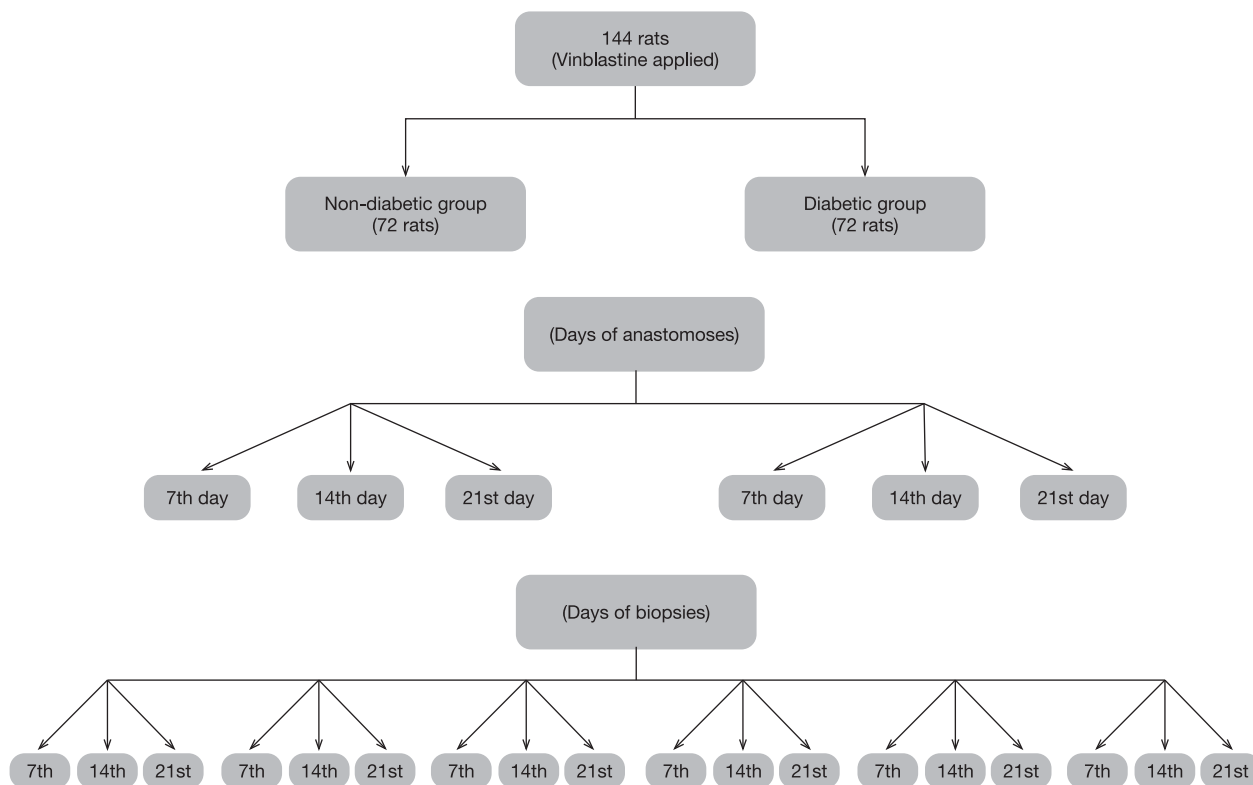 144 rats
(Vinblastine applied)
Non-diabetic group
(72 rats)
Diabetic group
(72 rats)
(Days of anastomoses)
7th day
14th day
21st day
7th day
14th day
21st day
(Days of biopsies)
7th
14th
21st
7th
14th
21st
7th
14th
21st
7th
14th
21st
7th
14th
21st
7th
14th
21st